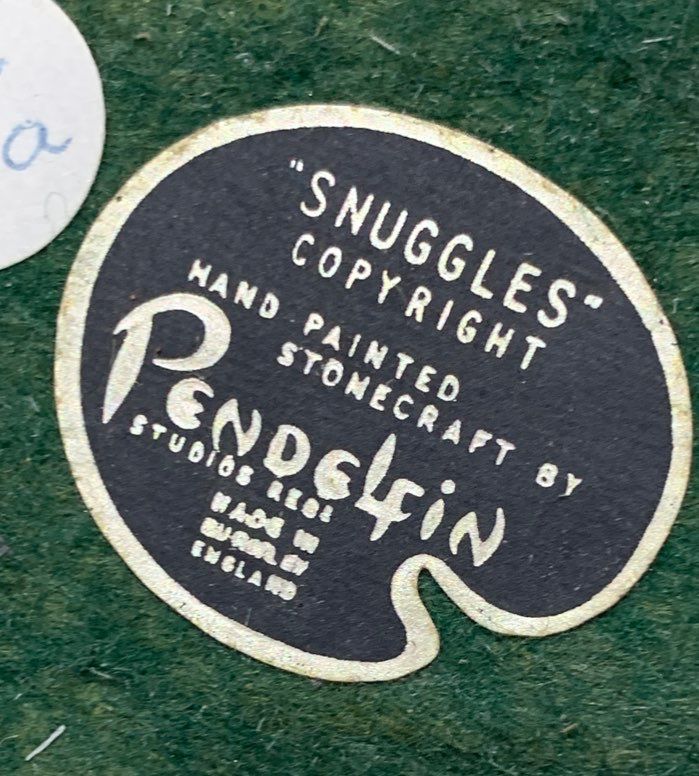 a
"SNUGGLES"
COPYRIGHT
HAND PAINTED
STONECRAFT BY
PENDELFIN
STUDIOS REGD
MADE IN
BURNLEY
ENGLAND